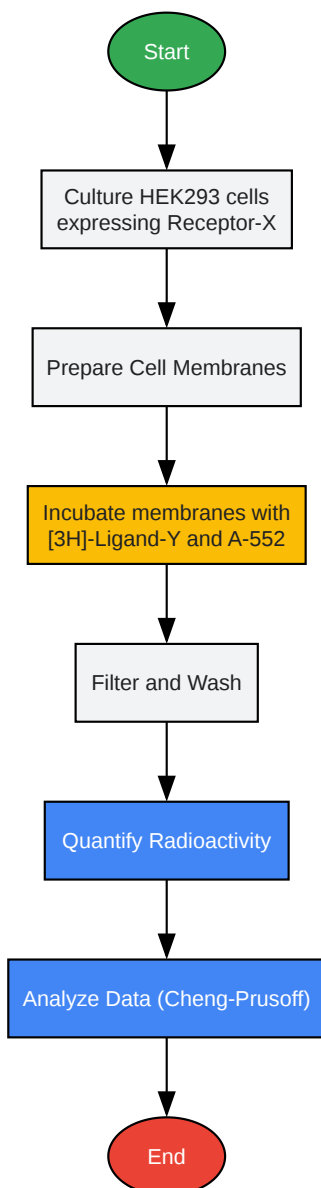 Start
Culture HEK293 cells
expressing Receptor-X
Prepare Cell Membranes
Incubate membranes with
[3H]-Ligand-Y and A-552
Filter and Wash
Quantify Radioactivity
Analyze Data (Cheng-Prusoff)
End